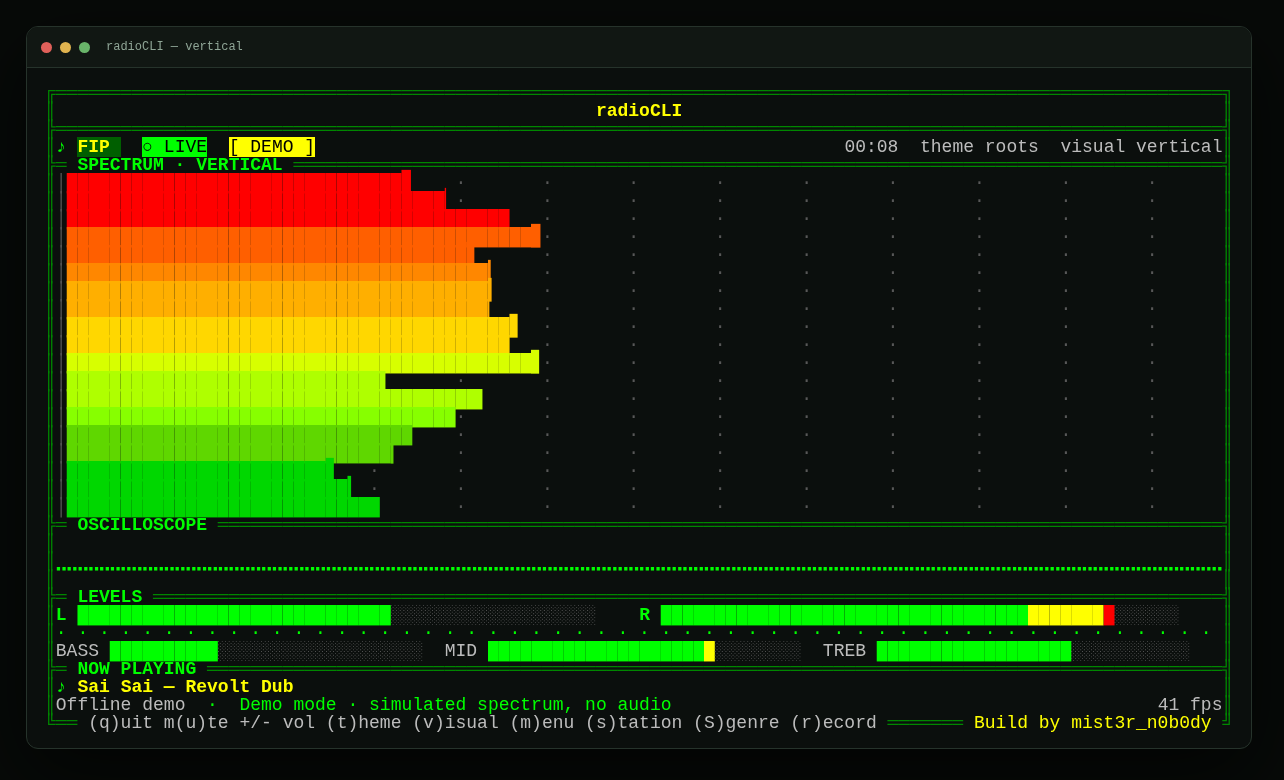 radioCLI — vertical
radioCLI
♪ FIP ○ LIVE [ DEMO ] 00:08 theme roots visual vertical
SPECTRUM · VERTICAL
OSCILLOSCOPE
LEVELS
L R
BASS MID TREB
NOW PLAYING
♪ Sai Sai — Revolt Dub
Offline demo · Demo mode · simulated spectrum, no audio 41 fps
(q)uit m(u)te +/- vol (t)heme (v)isual (m)enu (s)tation (S)genre (r)ecord Build by mist3r_n0b0dy